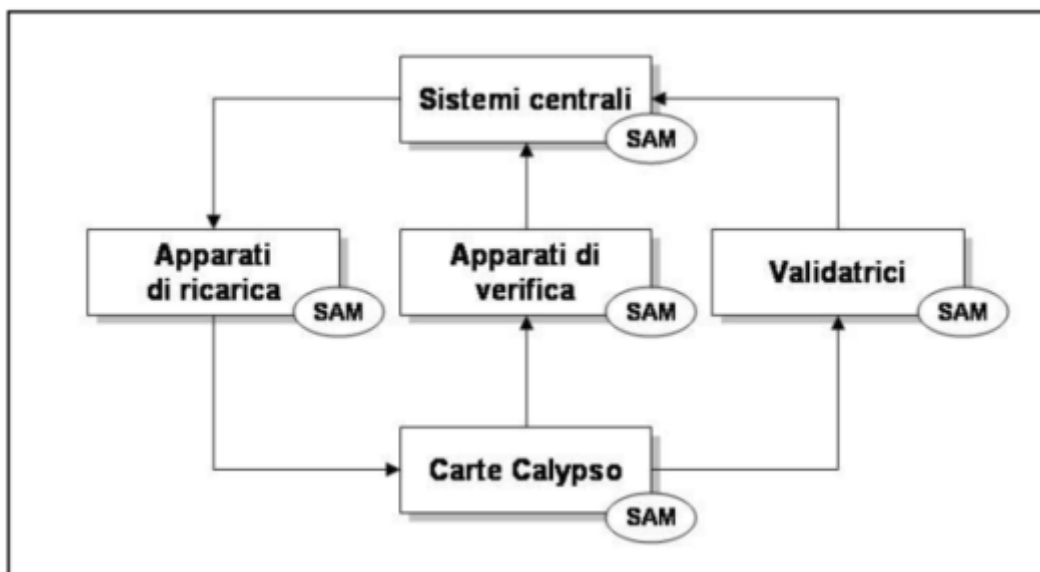 Sistemi centrali
SAM
Apparati
di ricarica
SAM
Apparati di
verifica
SAM
Validatrici
SAM
Carte Calypso
SAM